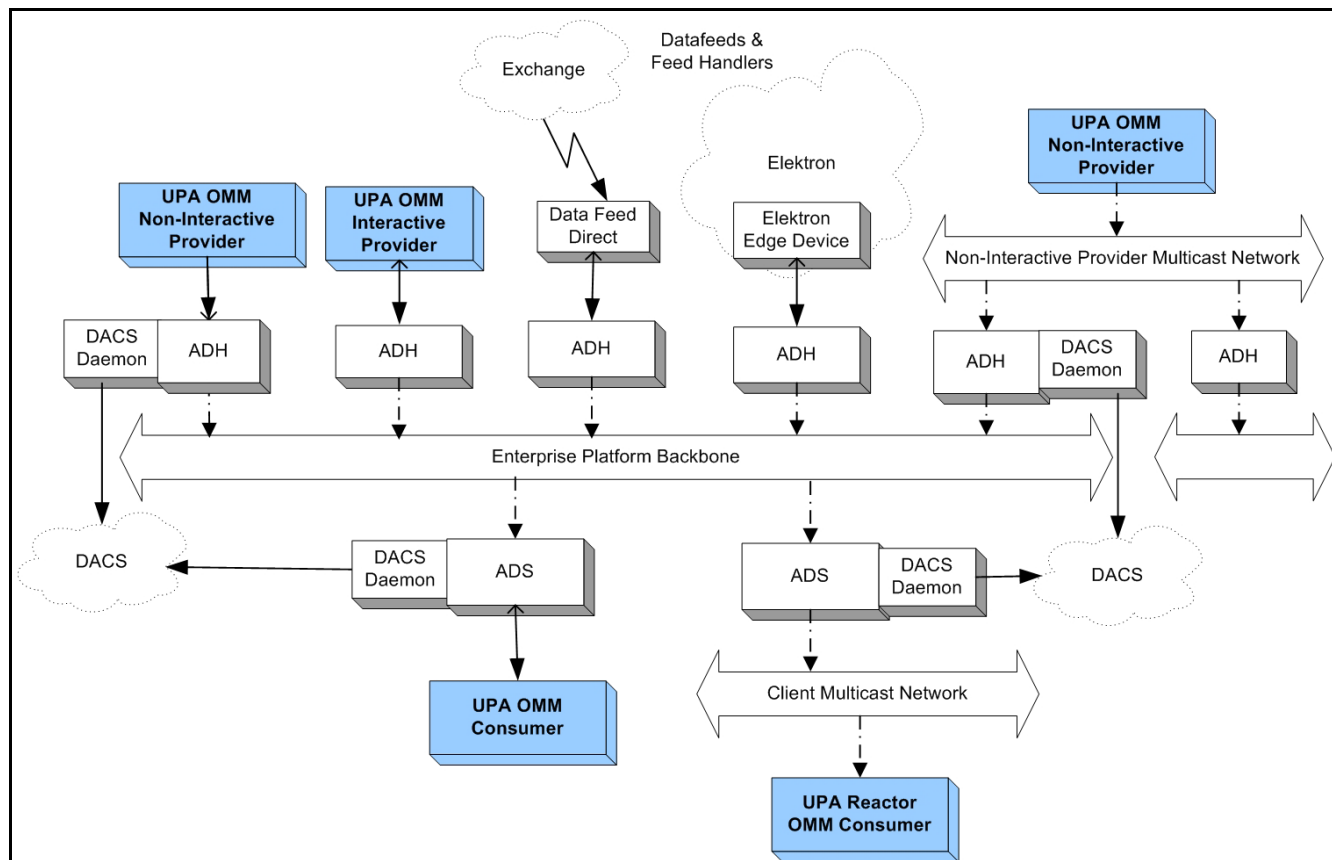 Datafeeds &
Feed Handlers
Exchange
Elektron
UPA OMM
Non-Interactive
Provider
UPA OMM
Non-Interactive
Provider
UPA OMM
Interactive
Provider
Data Feed
Direct
Elektron
Edge Device
Non-Interactive Provider Multicast Network
DACS
Daemon
ADH
ADH
ADH
ADH
ADH
DACS
Daemon
ADH
Enterprise Platform Backbone
DACS
DACS
Daemon
ADS
ADS
DACS
Daemon
DACS
UPA OMM
Consumer
Client Multicast Network
UPA Reactor
OMM Consumer